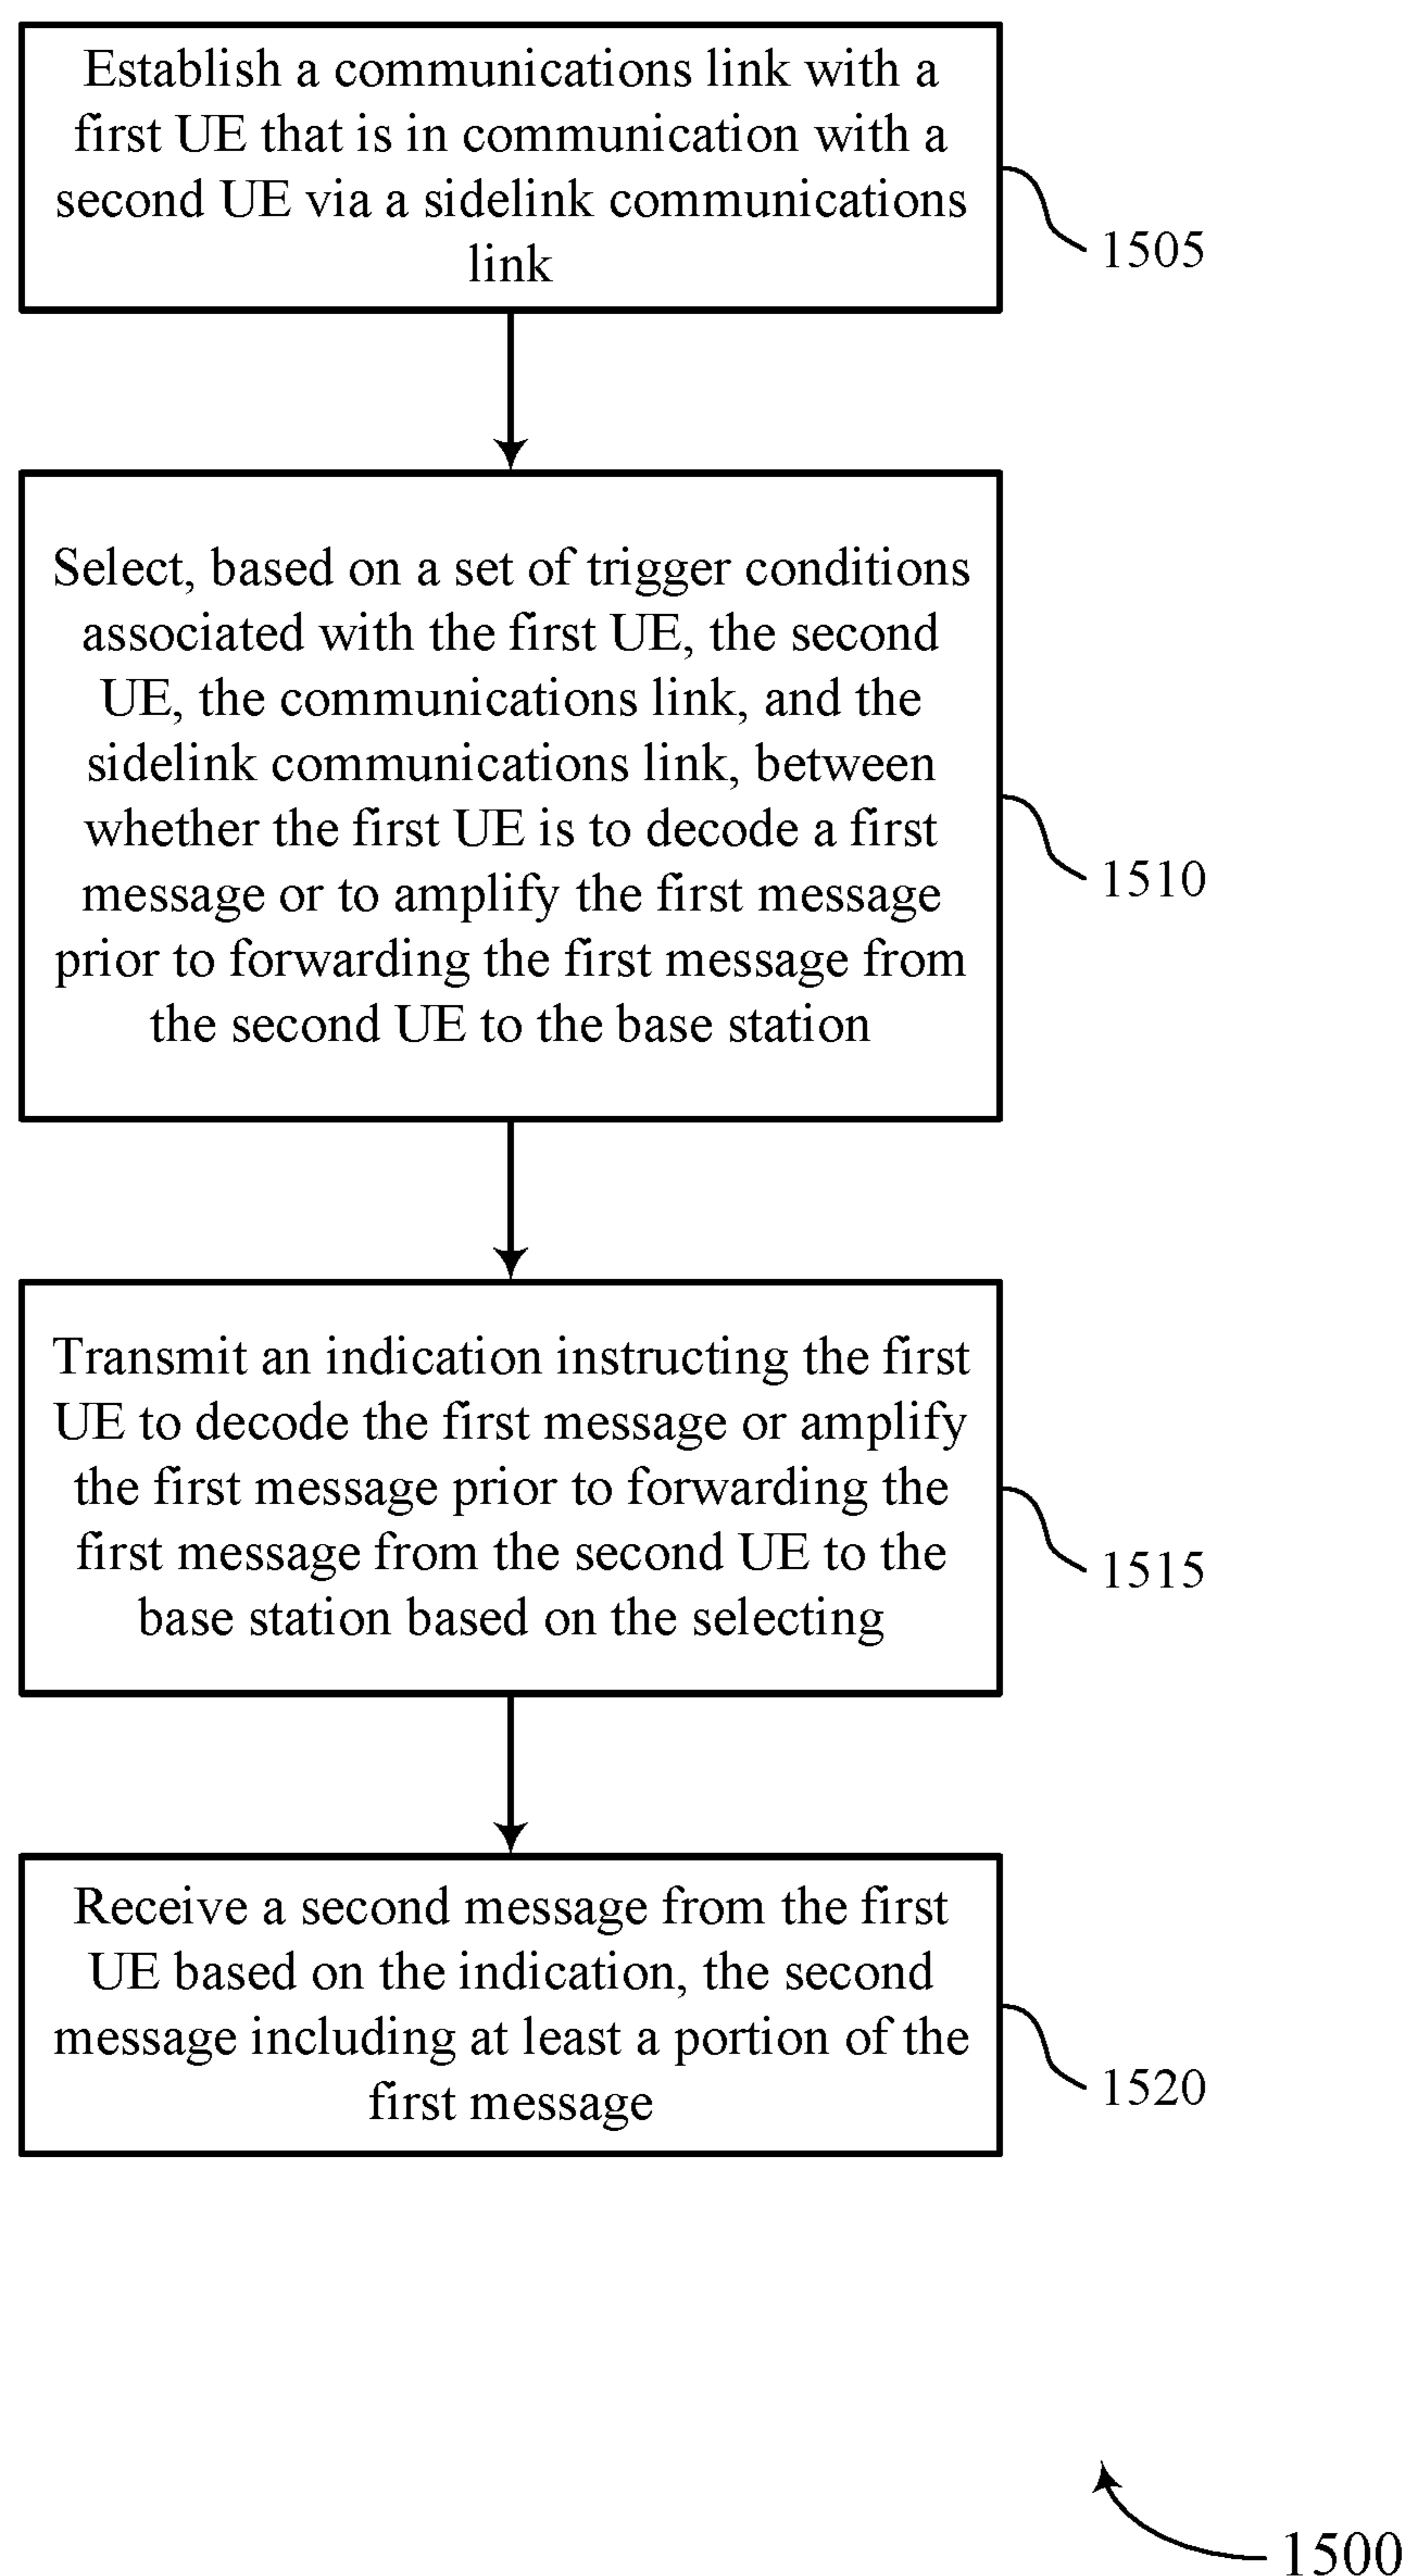 Establish a communications link with a
first UE that is in communication with a
second UE via a sidelink communications
link
1505
Select, based on a set of trigger conditions
associated with the first UE, the second
UE, the communications link, and the
sidelink communications link, between
whether the first UE is to decode a first
message or to amplify the first message
prior to forwarding the first message from
the second UE to the base station
1510
Transmit an indication instructing the first
UE to decode the first message or amplify
the first message prior to forwarding the
first message from the second UE to the
base station based on the selecting
1515
Receive a second message from the first
UE based on the indication, the second
message including at least a portion of the
first message
1520
1500